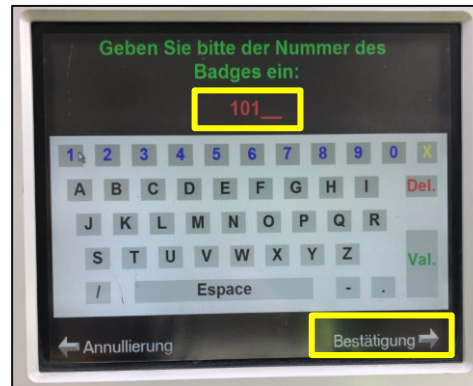 Geben Sie bitte der Nummer des
Badges ein:
101__
1 2 3 4 5 6 7 8 9 0 X
A B C D E F G H I Del.
J K L M N O P Q R
S T U V W X Y Z Val.
/ Espace - .
Annullierung Bestätigung